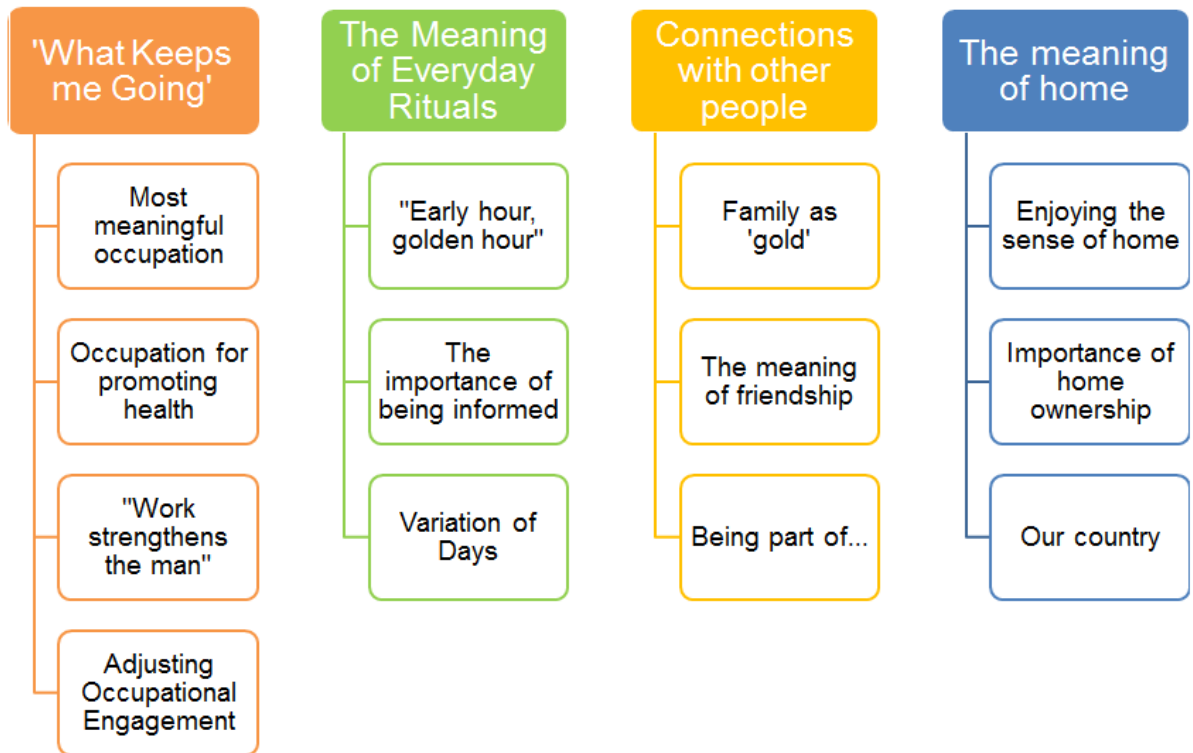 'What Keeps
me Going'
Most
meaningful
occupation
Occupation for
promoting
health
"Work
strengthens
the man"
Adjusting
Occupational
Engagement
The Meaning
of Everyday
Rituals
"Early hour,
golden hour"
The
importance of
being informed
Variation of
Days
Connections
with other
people
Family as
'gold'
The meaning
of friendship
Being part of...
The meaning
of home
Enjoying the
sense of home
Importance of
home
ownership
Our country